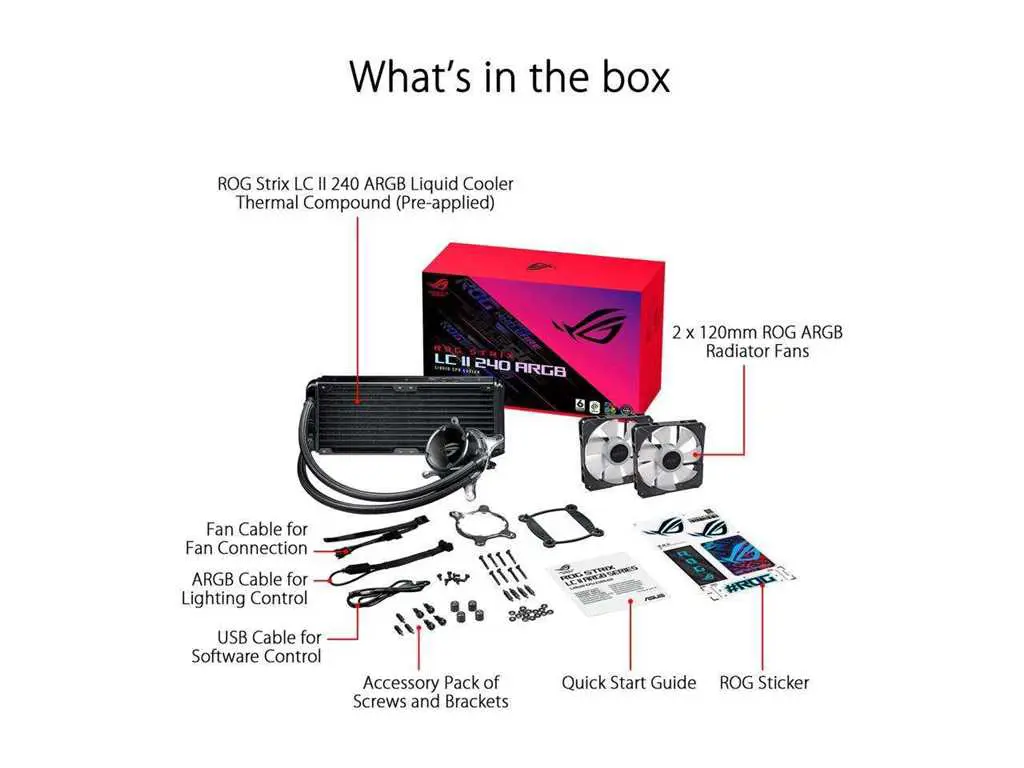 What's in the box
ROG Strix LC II 240 ARGB Liquid Cooler
Thermal Compound (Pre-applied)
ROG STRIX
LC II 240 ARGB
2 x 120mm ROG ARGB
Radiator Fans
Fan Cable for
Fan Connection
ARGB Cable for
Lighting Control
USB Cable for
Software Control
ROG STRIX
LC II ARGB SERIES
ASUS
#ROG
Accessory Pack of
Screws and Brackets
Quick Start Guide
ROG Sticker